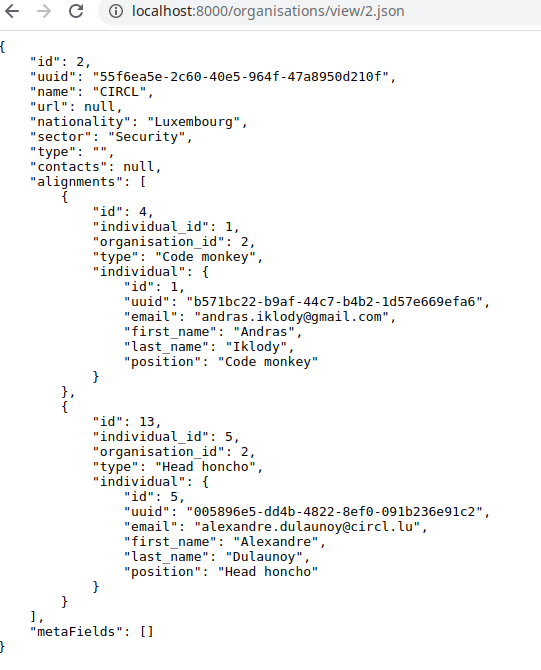 localhost:8000/organisations/view/2.json
{
    "id": 2,
    "uuid": "55f6ea5e-2c60-40e5-964f-47a8950d210f",
    "name": "CIRCL",
    "url": null,
    "nationality": "Luxembourg",
    "sector": "Security",
    "type": "",
    "contacts": null,
    "alignments": [
        {
            "id": 4,
            "individual_id": 1,
            "organisation_id": 2,
            "type": "Code monkey",
            "individual": {
                "id": 1,
                "uuid": "b571bc22-b9af-44c7-b4b2-1d57e669efa6",
                "email": "andras.iklody@gmail.com",
                "first_name": "Andras",
                "last_name": "Iklody",
                "position": "Code monkey"
            }
        },
        {
            "id": 13,
            "individual_id": 5,
            "organisation_id": 2,
            "type": "Head honcho",
            "individual": {
                "id": 5,
                "uuid": "005896e5-dd4b-4822-8ef0-091b236e91c2",
                "email": "alexandre.dulaunoy@circl.lu",
                "first_name": "Alexandre",
                "last_name": "Dulaunoy",
                "position": "Head honcho"
            }
        }
    ],
    "metaFields": []
}